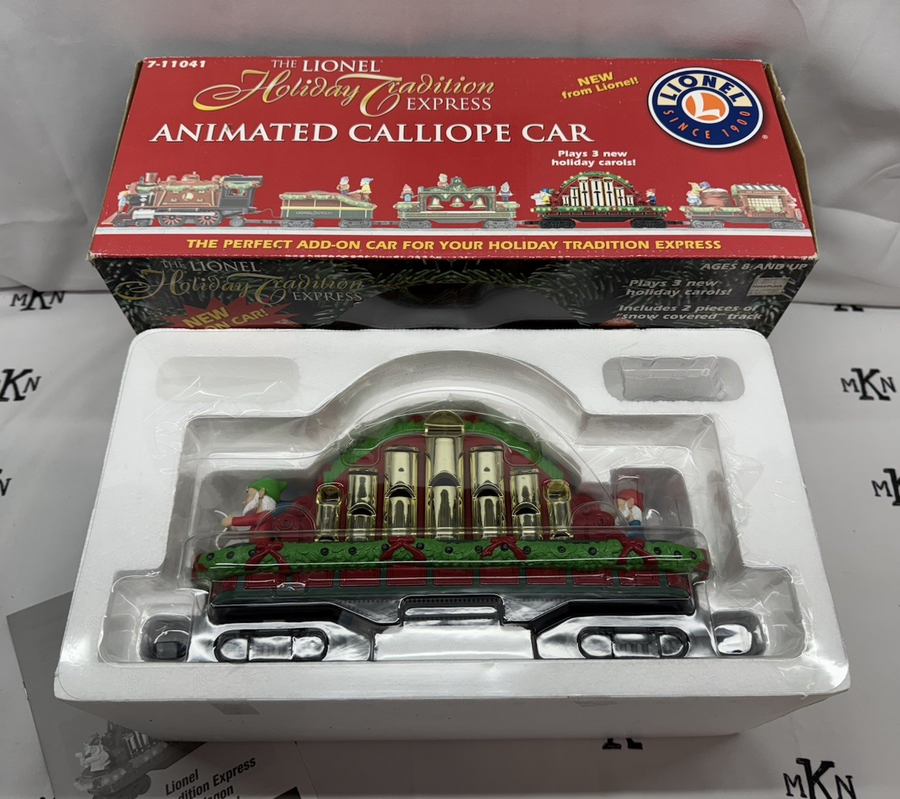 7-11041
THE LIONEL
Holiday Tradition
EXPRESS
NEW
from Lionel!
LIONEL
L
SINCE 1900
ANIMATED CALLIOPE CAR
Plays 3 new
holiday carols!
THE PERFECT ADD-ON CAR FOR YOUR HOLIDAY TRADITION EXPRESS
THE LIONEL
Holiday Tradition
EXPRESS
AGES 8 AND UP
Plays 3 new
holiday carols!
NEW
ON CAR!
Includes 2 pieces of
"snow covered" track
MKN
MKN
MKN
MKN
MKN
MKN
Lionel
dition Express
agon